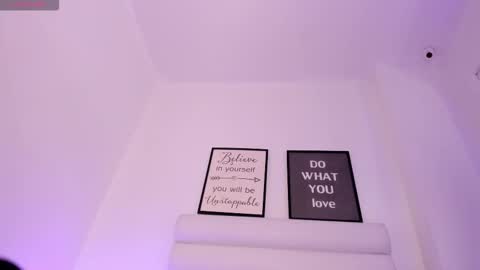 Believe
in yourself
you will be
Unstoppable
DO
WHAT
YOU
love